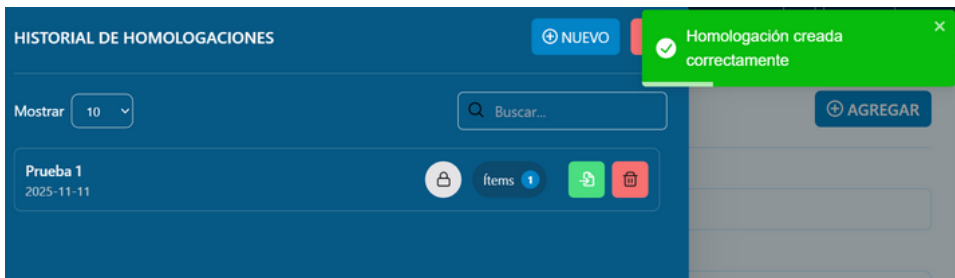 HISTORIAL DE HOMOLOGACIONES
NUEVO
Homologación creada
correctamente
Mostrar 10
Buscar...
AGREGAR
Prueba 1
2025-11-11
Ítems 1